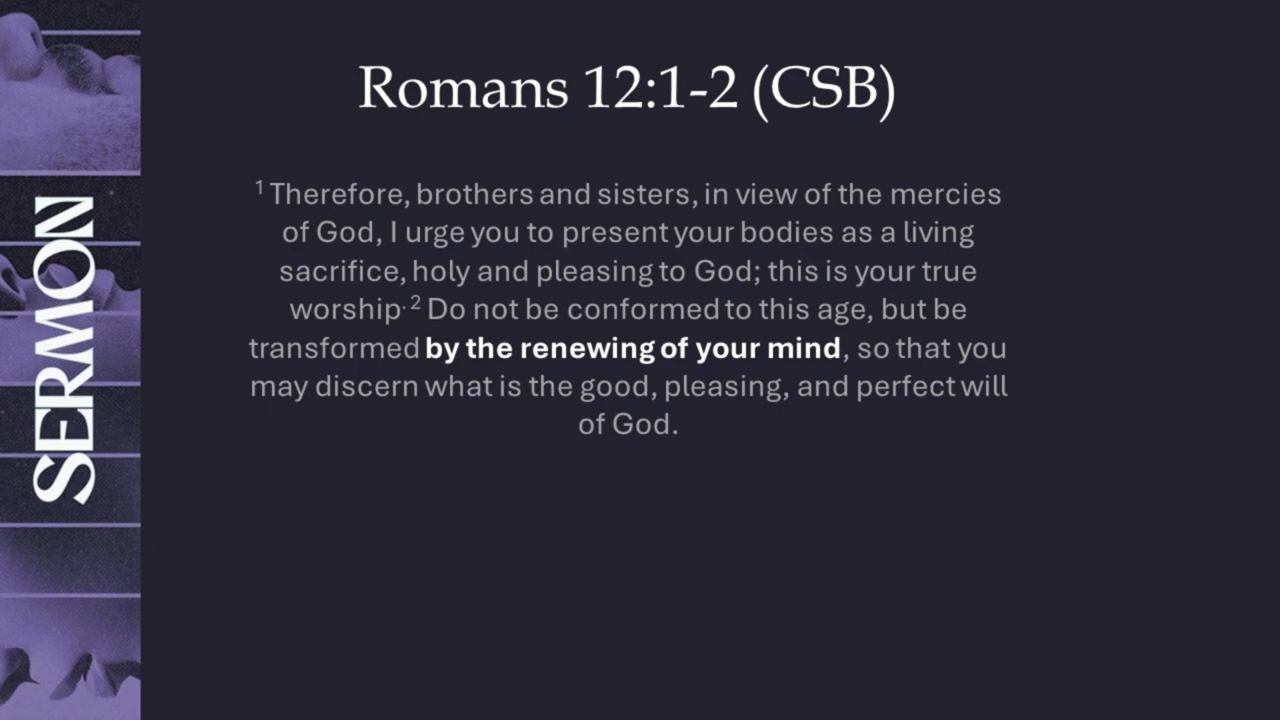 SERMON
Romans 12:1-2 (CSB)
¹ Therefore, brothers and sisters, in view of the mercies
of God, I urge you to present your bodies as a living
sacrifice, holy and pleasing to God; this is your true
worship. ² Do not be conformed to this age, but be
transformed by the renewing of your mind, so that you
may discern what is the good, pleasing, and perfect will
of God.